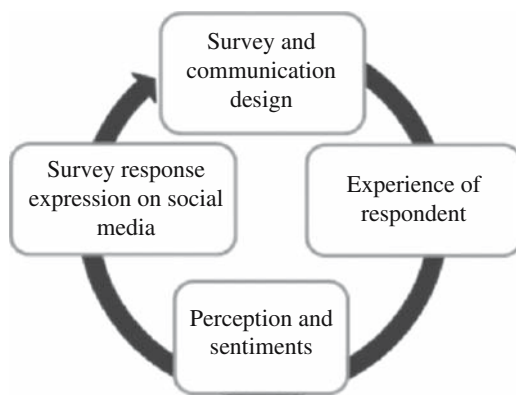 Survey and
communication
design
Experience of
respondent
Perception and
sentiments
Survey response
expression on social
media